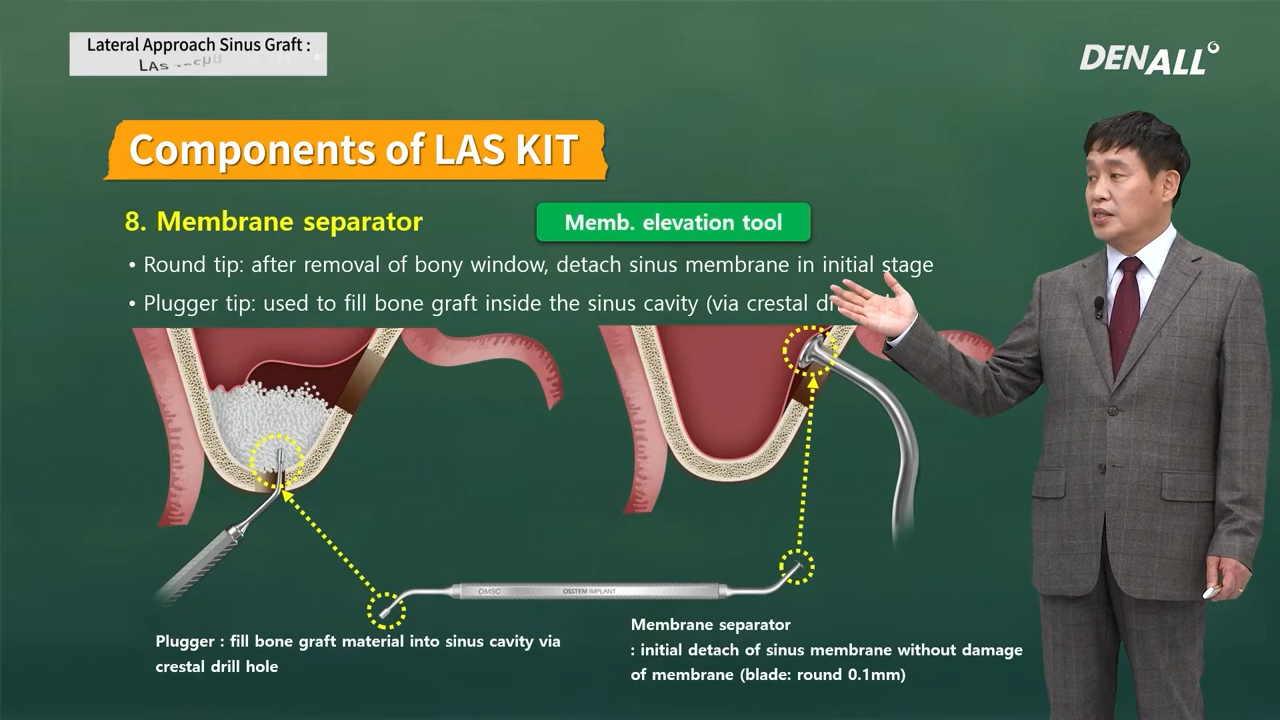 Lateral Approach Sinus Graft :
LAS
DENALL
Components of LAS KIT
8. Membrane separator
Memb. elevation tool
• Round tip: after removal of bony window, detach sinus membrane in initial stage
• Plugger tip: used to fill bone graft inside the sinus cavity (via crestal
OMSC
OSSTEM IMPLANT
Plugger : fill bone graft material into sinus cavity via
crestal drill hole
Membrane separator
: initial detach of sinus membrane without damage
of membrane (blade: round 0.1mm)